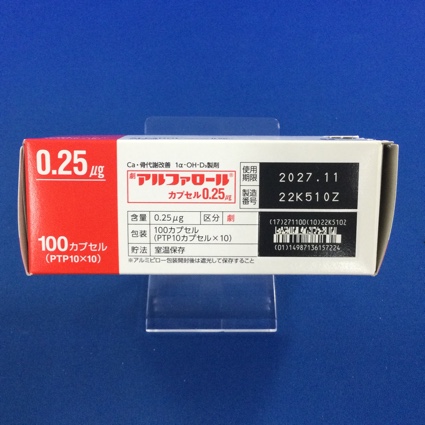 0.25μg
100カプセル
(PTP10×10)
Ca・骨代謝改善 1α-OH-D₃製剤
劇 アルファロール®
カプセル0.25μg
含量 0.25μg 区分 劇
包装 100カプセル
(PTP10カプセル×10)
貯法 室温保存
※アルミピロー包装開封後は遮光して保存すること
使用期限 2027.11
製造番号 22K510Z
(17)271100(10)22K510Z
(01)14987136157224